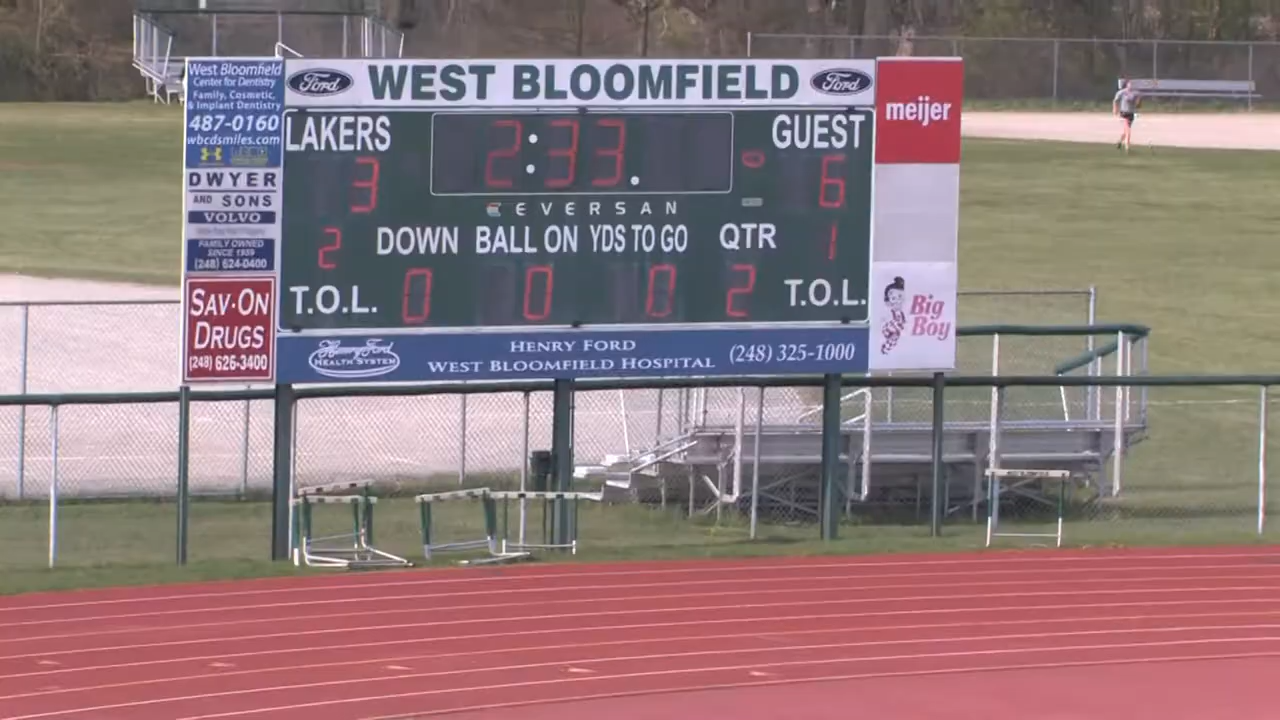 West Bloomfield
Center for Dentistry
Family, Cosmetic,
& Implant Dentistry
487-0160
wbcdsmiles.com
DWYER
AND SONS
VOLVO
FAMILY OWNED
SINCE 1959
(248) 624-0400
SAV-ON
DRUGS
(248) 626-3400
Ford WEST BLOOMFIELD Ford
LAKERS 2:33. GUEST
3 0 6
EVERSAN
2 DOWN BALL ON YDS TO GO QTR 1
T.O.L. 0 0 0 2 T.O.L.
Henry Ford
HEALTH SYSTEM
HENRY FORD
WEST BLOOMFIELD HOSPITAL (248) 325-1000
meijer
Big
Boy